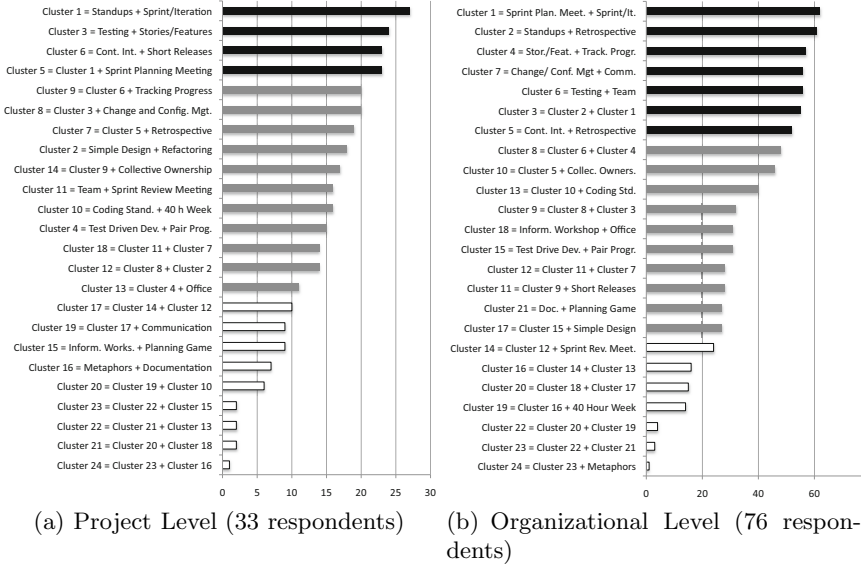 Cluster 1 = Standups + Sprint/Iteration
Cluster 3 = Testing + Stories/Features
Cluster 6 = Cont. Int. + Short Releases
Cluster 5 = Cluster 1 + Sprint Planning Meeting
Cluster 9 = Cluster 6 + Tracking Progress
Cluster 8 = Cluster 3 + Change and Config. Mgt.
Cluster 7 = Cluster 5 + Retrospective
Cluster 2 = Simple Design + Refactoring
Cluster 14 = Cluster 9 + Collective Ownership
Cluster 11 = Team + Sprint Review Meeting
Cluster 10 = Coding Stand. + 40 h Week
Cluster 4 = Test Driven Dev. + Pair Prog.
Cluster 18 = Cluster 11 + Cluster 7
Cluster 12 = Cluster 8 + Cluster 2
Cluster 13 = Cluster 4 + Office
Cluster 17 = Cluster 14 + Cluster 12
Cluster 19 = Cluster 17 + Communication
Cluster 15 = Inform. Works. + Planning Game
Cluster 16 = Metaphors + Documentation
Cluster 20 = Cluster 19 + Cluster 10
Cluster 23 = Cluster 22 + Cluster 15
Cluster 22 = Cluster 21 + Cluster 13
Cluster 21 = Cluster 20 + Cluster 18
Cluster 24 = Cluster 23 + Cluster 16
0 5 10 15 20 25 30
(a) Project Level (33 respondents)
Cluster 1 = Sprint Plan. Meet. + Sprint/It.
Cluster 2 = Standups + Retrospective
Cluster 4 = Stor./Feat. + Track. Progr.
Cluster 7 = Change/ Conf. Mgt + Comm.
Cluster 6 = Testing + Team
Cluster 3 = Cluster 2 + Cluster 1
Cluster 5 = Cont. Int. + Retrospective
Cluster 8 = Cluster 6 + Cluster 4
Cluster 10 = Cluster 5 + Collec. Owners.
Cluster 13 = Cluster 10 + Coding Std.
Cluster 9 = Cluster 8 + Cluster 3
Cluster 18 = Inform. Workshop + Office
Cluster 15 = Test Drive Dev. + Pair Progr.
Cluster 12 = Cluster 11 + Cluster 7
Cluster 11 = Cluster 9 + Short Releases
Cluster 21 = Doc. + Planning Game
Cluster 17 = Cluster 15 + Simple Design
Cluster 14 = Cluster 12 + Sprint Rev. Meet.
Cluster 16 = Cluster 14 + Cluster 13
Cluster 20 = Cluster 18 + Cluster 17
Cluster 19 = Cluster 16 + 40 Hour Week
Cluster 22 = Cluster 20 + Cluster 19
Cluster 23 = Cluster 22 + Cluster 21
Cluster 24 = Cluster 23 + Metaphors
0 20 40 60
(b) Organizational Level (76 respon-
dents)